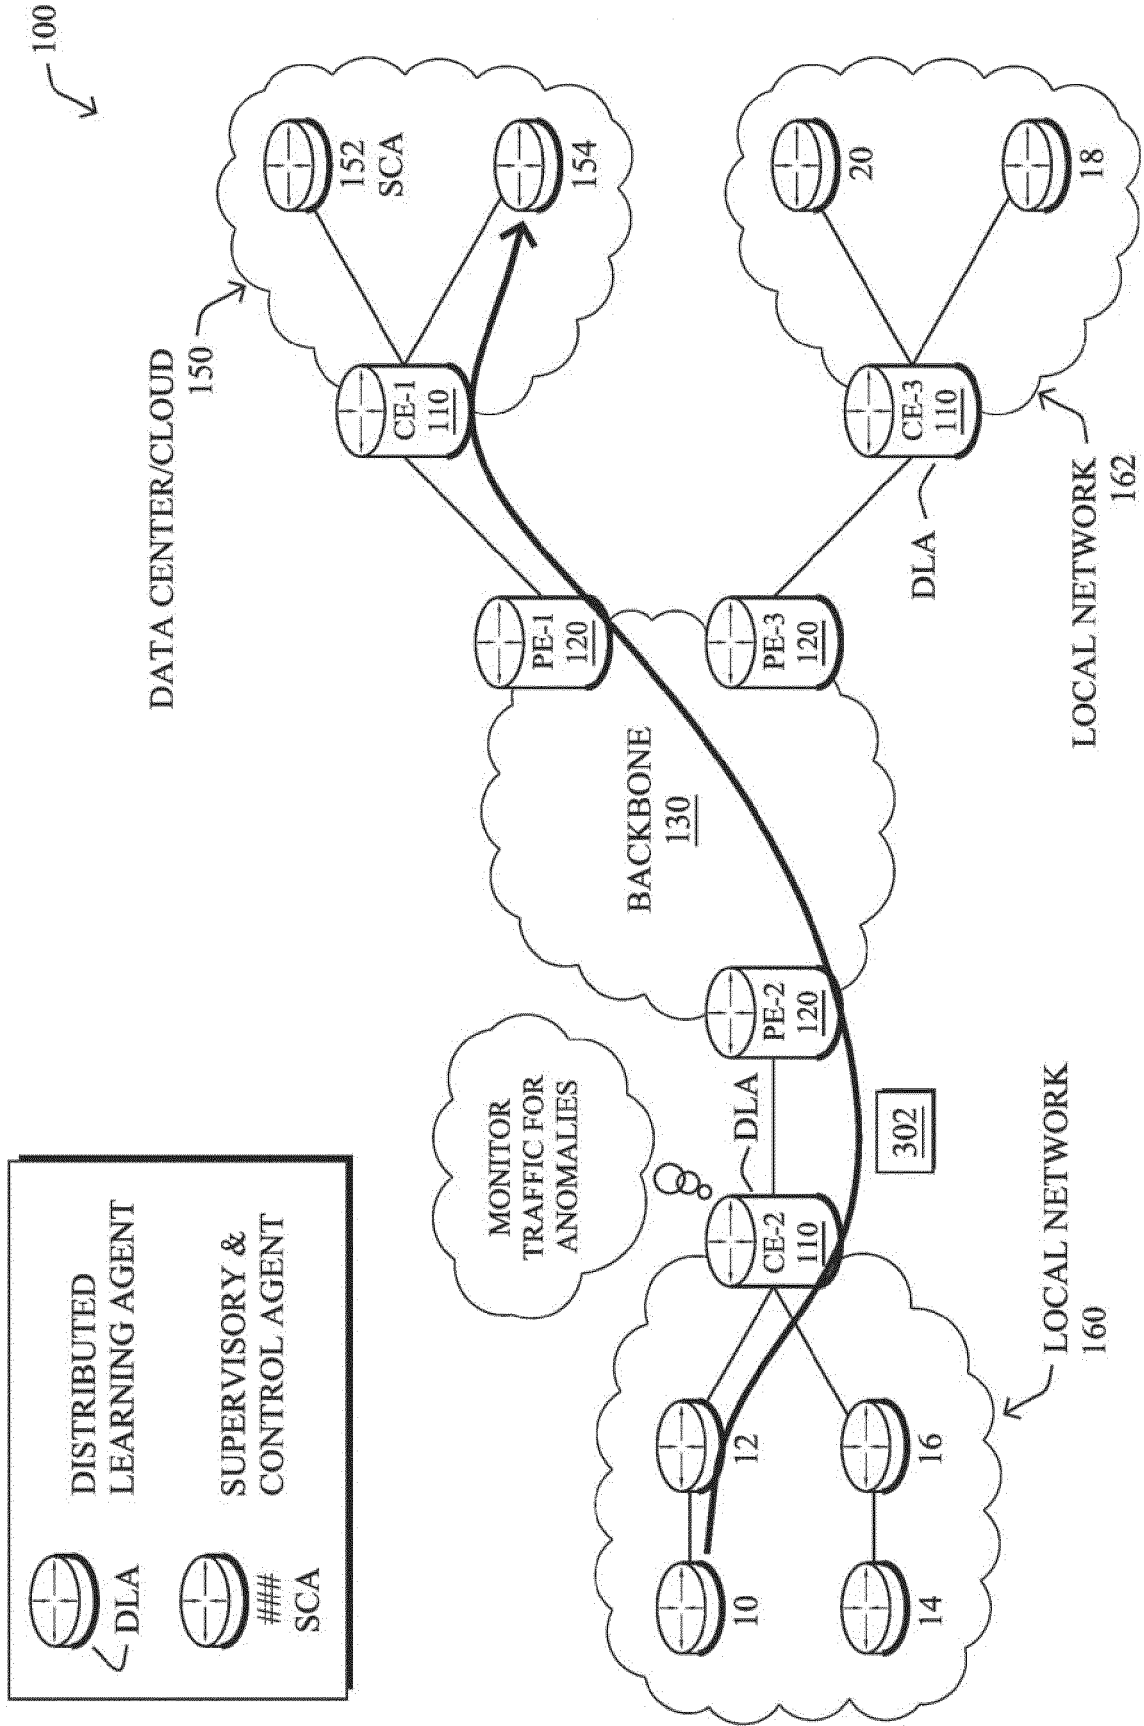 100
DISTRIBUTED
LEARNING AGENT
DLA
SUPERVISORY &
CONTROL AGENT
###
SCA
DATA CENTER/CLOUD
150
152
SCA
154
CE-1
110
PE-1
120
BACKBONE
130
MONITOR
TRAFFIC FOR
ANOMALIES
DLA
PE-2
120
PE-3
120
CE-3
110
DLA
20
18
LOCAL NETWORK
162
CE-2
110
302
10
12
14
16
LOCAL NETWORK
160